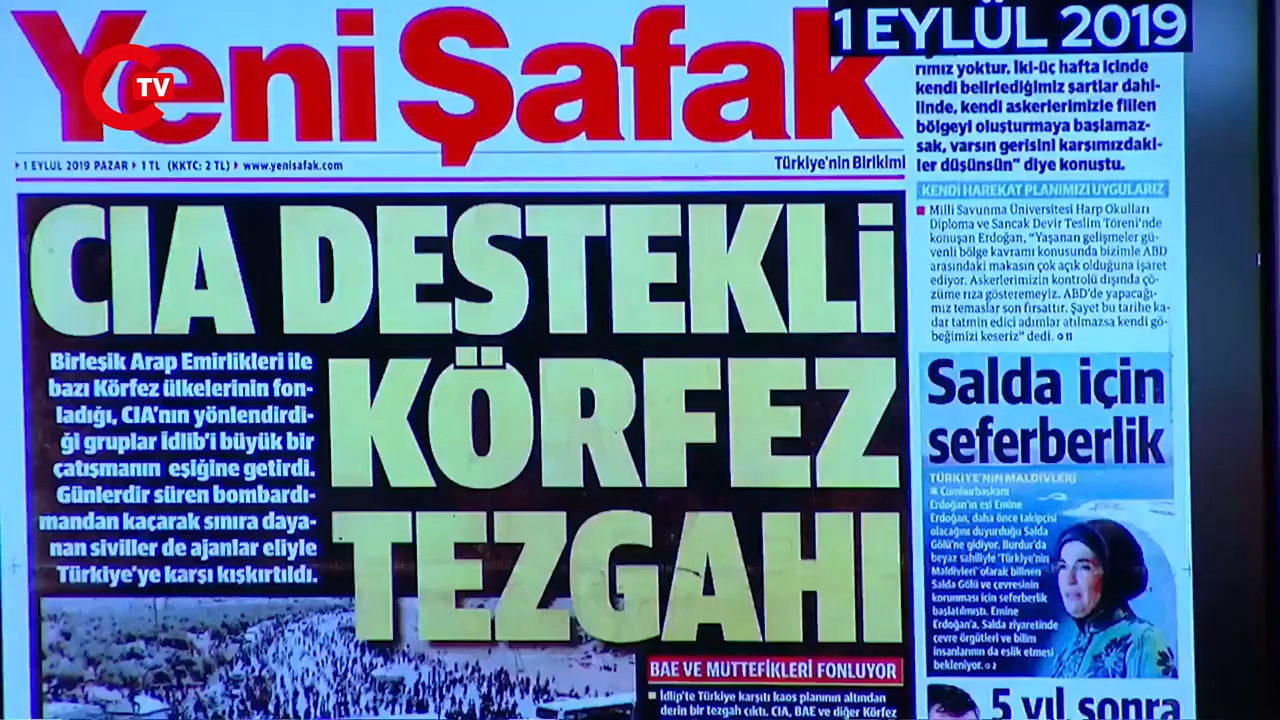 Yeni Şafak
1 EYLÜL 2019
TV
1 EYLÜL 2019 PAZAR 1 TL (KKTC: 2 TL) www.yenisafak.com
Türkiye'nin Birikimi
CIA DESTEKLİ
KÖRFEZ
TEZGAHI
Birleşik Arap Emirlikleri ile
bazı Körfez ülkelerinin fon-
ladığı, CIA'nın yönlendirdi-
ği gruplar İdlib'i büyük bir
çatışmanın eşiğine getirdi.
Günlerdir süren bombardı-
mandan kaçarak sınıra daya-
nan siviller de ajanlar eliyle
Türkiye'ye karşı kışkırtıldı.
BAE VE MUTTEFİKLERİ FONLUYOR
İdlip'te Türkiye karşıtı kaos planının altından
derin bir tezgah çıktı. CIA, BAE ve diğer Körfez
rımız yoktur. İki-üç hafta içinde
kendi belirlediğimiz şartlar dahi-
linde, kendi askerlerimizle fiilen
bölgeyi oluşturmaya başlamaz-
sak, varsın gerisini karşımızdaki-
ler düşünsün" diye konuştu.
KENDİ HAREKAT PLANIMIZI UYGULARIZ
Milli Savunma Üniversitesi Harp Okulları
Diploma ve Sancak Devir Teslim Töreni'nde
konuşan Erdoğan, "Yaşanan gelişmeler gü-
venli bölge kavramı konusunda bizimle ABD
arasındaki makasın çok açık olduğuna işaret
ediyor. Askerlerimizin kontrolü dışında çö-
züme rıza gösteremeyiz. ABD'de yapacağı-
mız temaslar son fırsattır. Şayet bu tarihe ka-
dar tatmin edici adımlar atılmazsa kendi gö-
beğimizi keseriz" dedi. 11
Salda için
seferberlik
TÜRKİYE'NİN MALDİVLERİ
Cumhurbaşkanı
Erdoğan'ın eşi Emine
Erdoğan, daha önce takipçisi
olacağını duyurduğu Salda
Gölü'ne gidiyor. Burdur'da
beyaz sahiliyle 'Türkiye'nin
Maldivleri' olarak bilinen
Salda Gölü ve çevresinin
korunması için seferberlik
başlatılmıştı. Emine
Erdoğan'a, Salda ziyaretinde
çevre örgütleri ve bilim
insanlarının da eşlik etmesi
bekleniyor. 2
5 yıl sonra